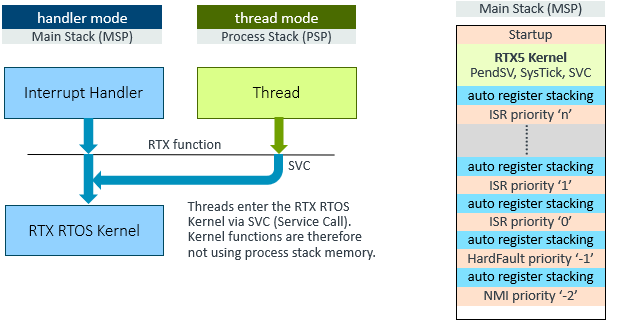 handler mode
Main Stack (MSP)
thread mode
Process Stack (PSP)
Interrupt Handler
Thread
RTX function
SVC
RTX RTOS Kernel
Threads enter the RTX RTOS
Kernel via SVC (Service Call).
Kernel functions are therefore
not using process stack memory.
Main Stack (MSP)
Startup
RTX5 Kernel
PendSV, SysTick, SVC
auto register stacking
ISR priority ‘n’
auto register stacking
ISR priority ‘1’
auto register stacking
ISR priority ‘0’
auto register stacking
HardFault priority ‘-1’
auto register stacking
NMI priority ‘-2’